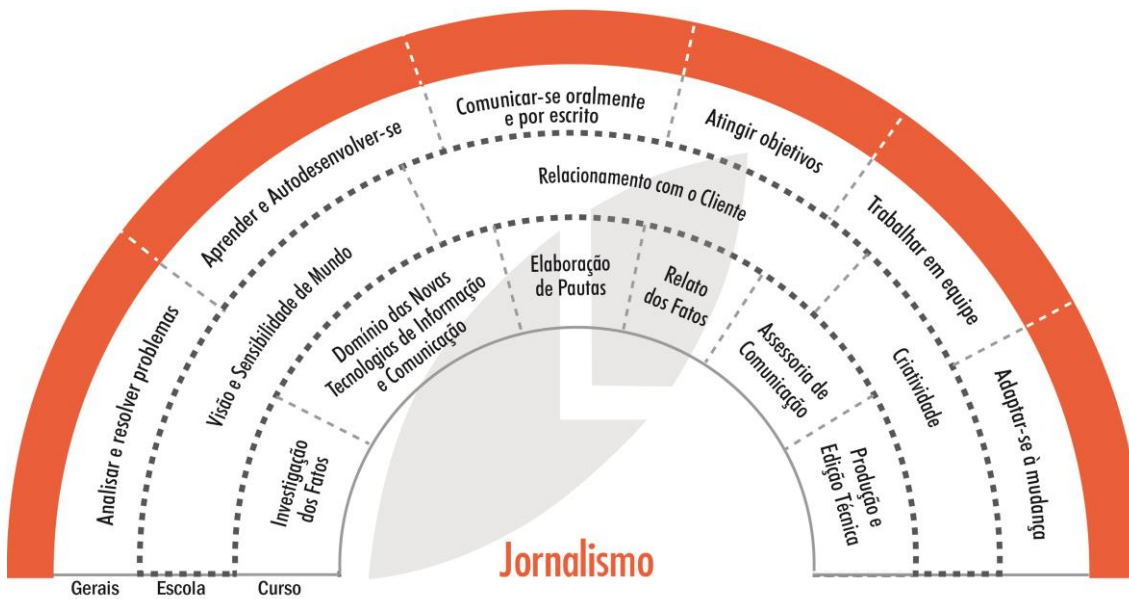 Analisar e resolver problemas
Aprender e Autodesenvolver-se
Comunicar-se oralmente
e por escrito
Atingir objetivos
Trabalhar em equipe
Adaptar-se à mudança
Visão e Sensibilidade de Mundo
Relacionamento com o Cliente
Criatividade
Investigação
dos Fatos
Domínio das Novas
Tecnologias de Informação
e Comunicação
Elaboração
de Pautas
Relato
dos Fatos
Assessoria de
Comunicação
Produção e
Edição Técnica
Jornalismo
Gerais
Escola
Curso